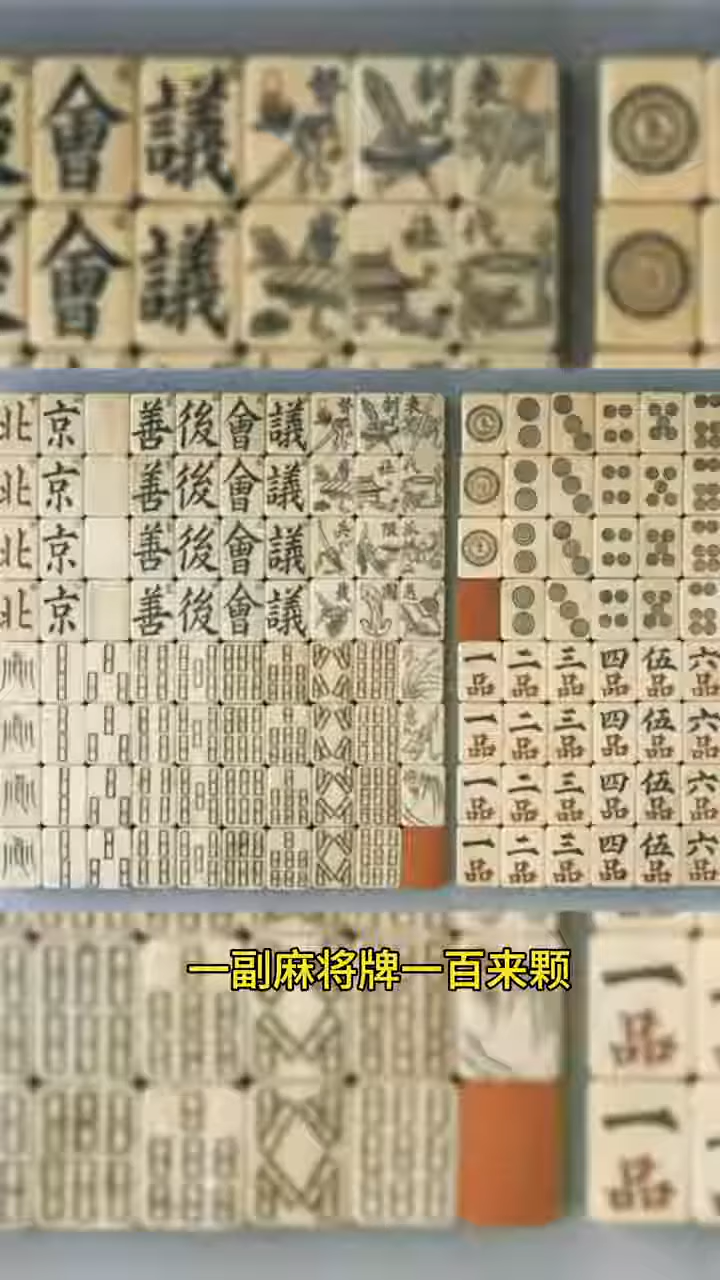 會 議
會 議
北 京 善 後 會 議
北 京 善 後 會 議
北 京 善 後 會 議
北 京 善 後 會 議
一 二 三 四 伍 六
品 品 品 品 品 品
一 二 三 四 伍 六
品 品 品 品 品 品
一 二 三 四 伍 六
品 品 品 品 品 品
一 二 三 四 伍 六
品 品 品 品 品 品
一副麻将牌一百来颗
一
品
一
品